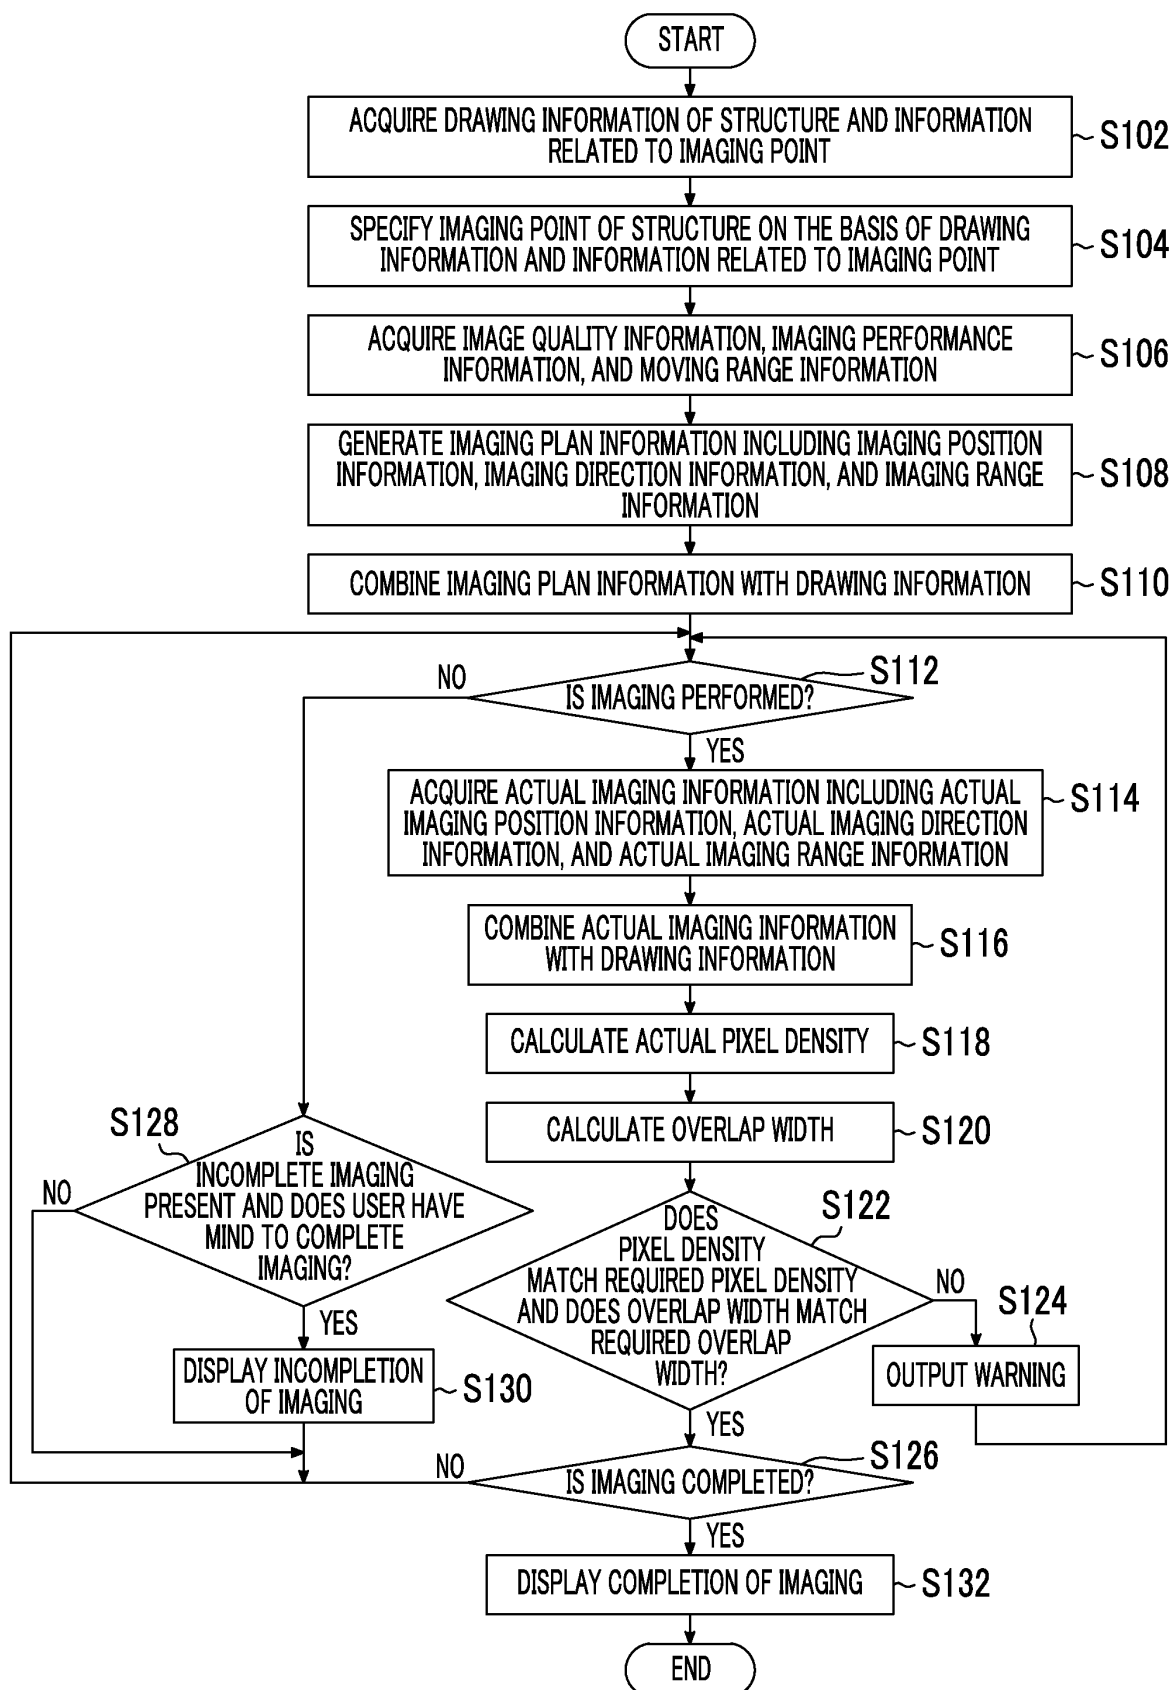 START
ACQUIRE DRAWING INFORMATION OF STRUCTURE AND INFORMATION
RELATED TO IMAGING POINT
S102
SPECIFY IMAGING POINT OF STRUCTURE ON THE BASIS OF DRAWING
INFORMATION AND INFORMATION RELATED TO IMAGING POINT
S104
ACQUIRE IMAGE QUALITY INFORMATION, IMAGING PERFORMANCE
INFORMATION, AND MOVING RANGE INFORMATION
S106
GENERATE IMAGING PLAN INFORMATION INCLUDING IMAGING POSITION
INFORMATION, IMAGING DIRECTION INFORMATION, AND IMAGING RANGE
INFORMATION
S108
COMBINE IMAGING PLAN INFORMATION WITH DRAWING INFORMATION
S110
S112
NO
IS IMAGING PERFORMED?
YES
ACQUIRE ACTUAL IMAGING INFORMATION INCLUDING ACTUAL
IMAGING POSITION INFORMATION, ACTUAL IMAGING DIRECTION
INFORMATION, AND ACTUAL IMAGING RANGE INFORMATION
S114
COMBINE ACTUAL IMAGING INFORMATION
WITH DRAWING INFORMATION
S116
CALCULATE ACTUAL PIXEL DENSITY
S118
CALCULATE OVERLAP WIDTH
S120
S128
IS
INCOMPLETE IMAGING
PRESENT AND DOES USER HAVE
MIND TO COMPLETE
IMAGING?
NO
YES
DISPLAY INCOMPLETION
OF IMAGING
S130
S122
DOES
PIXEL DENSITY
MATCH REQUIRED PIXEL DENSITY
AND DOES OVERLAP WIDTH MATCH
REQUIRED OVERLAP
WIDTH?
NO
S124
OUTPUT WARNING
YES
S126
NO
IS IMAGING COMPLETED?
YES
DISPLAY COMPLETION OF IMAGING
S132
END